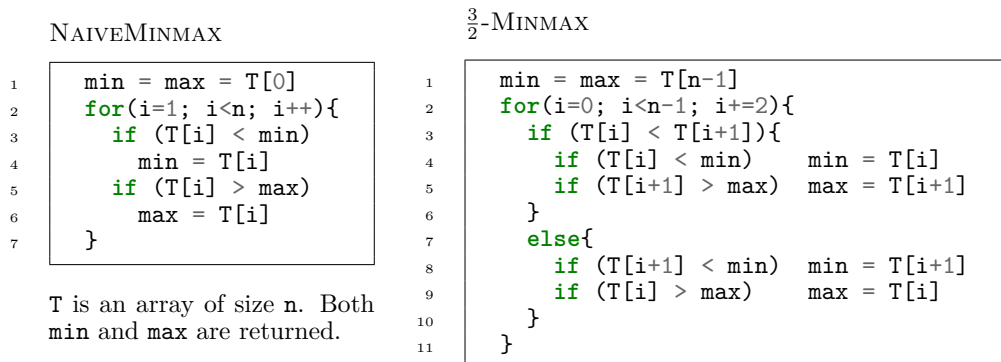 NAIVEMINMAX
1 min = max = T[0]
2 for(i=1; i<n; i++){
3 if (T[i] < min)
4 min = T[i]
5 if (T[i] > max)
6 max = T[i]
7 }
T is an array of size n. Both
min and max are returned.
3/2-MINMAX
1 min = max = T[n-1]
2 for(i=0; i<n-1; i+=2){
3 if (T[i] < T[i+1]){
4 if (T[i] < min) min = T[i]
5 if (T[i+1] > max) max = T[i+1]
6 }
7 else{
8 if (T[i+1] < min) min = T[i+1]
9 if (T[i] > max) max = T[i]
10 }
11 }